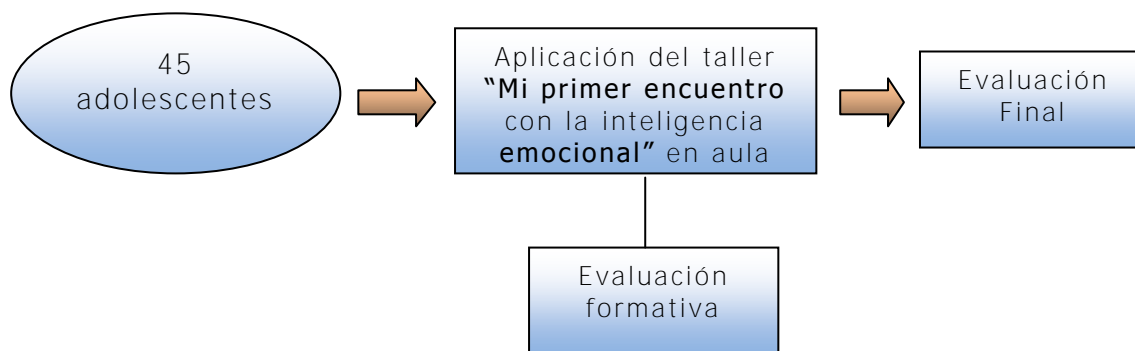 45
adolescentes
Aplicación del taller
“Mi primer encuentro
con la inteligencia
emocional” en aula
Evaluación
Final
Evaluación
formativa